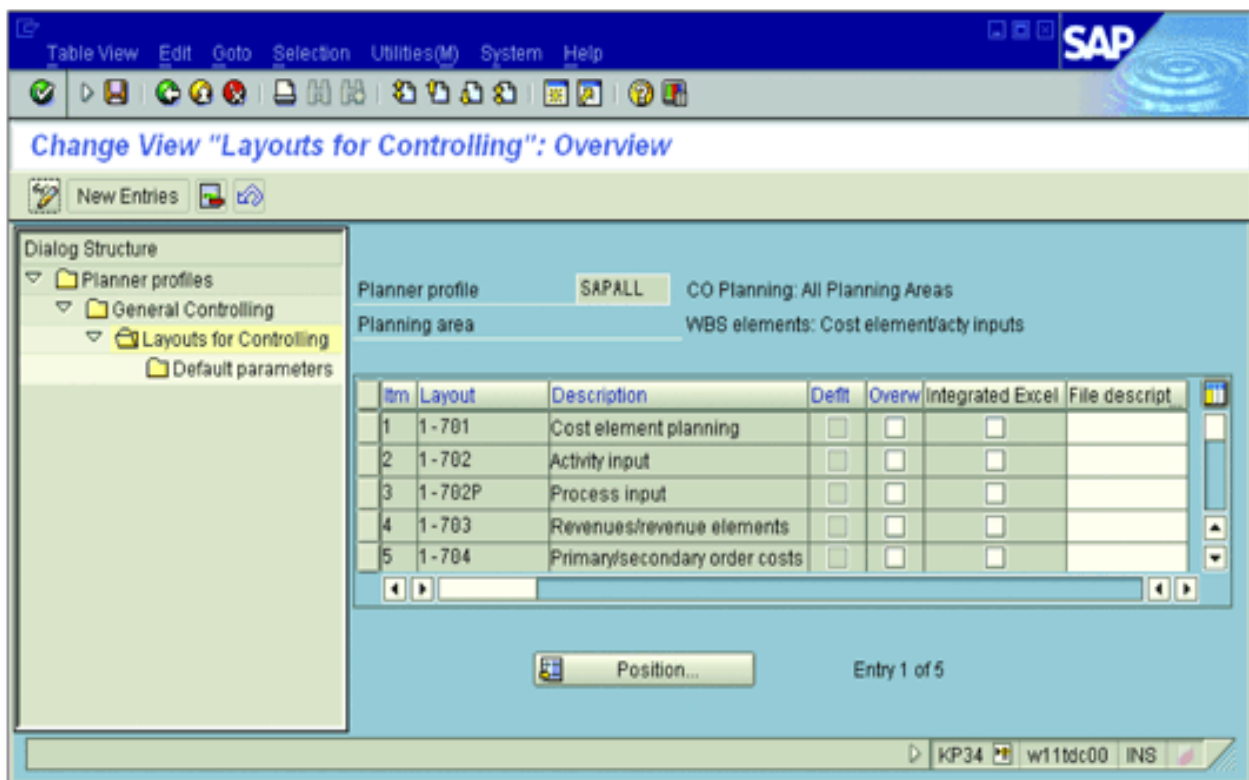 Table View Edit Goto Selection Utilities(M) System Help
SAP
Change View "Layouts for Controlling": Overview
New Entries
Dialog Structure
Planner profiles
General Controlling
Layouts for Controlling
Default parameters
Planner profile SAPALL CO Planning: All Planning Areas
Planning area WBS elements: Cost element/acty inputs
Itm Layout Description Deflt Overw Integrated Excel File descript...
1 1-701 Cost element planning
2 1-702 Activity input
3 1-702P Process input
4 1-703 Revenues/revenue elements
5 1-704 Primary/secondary order costs
Position... Entry 1 of 5
KP34 w11tdc00 INS